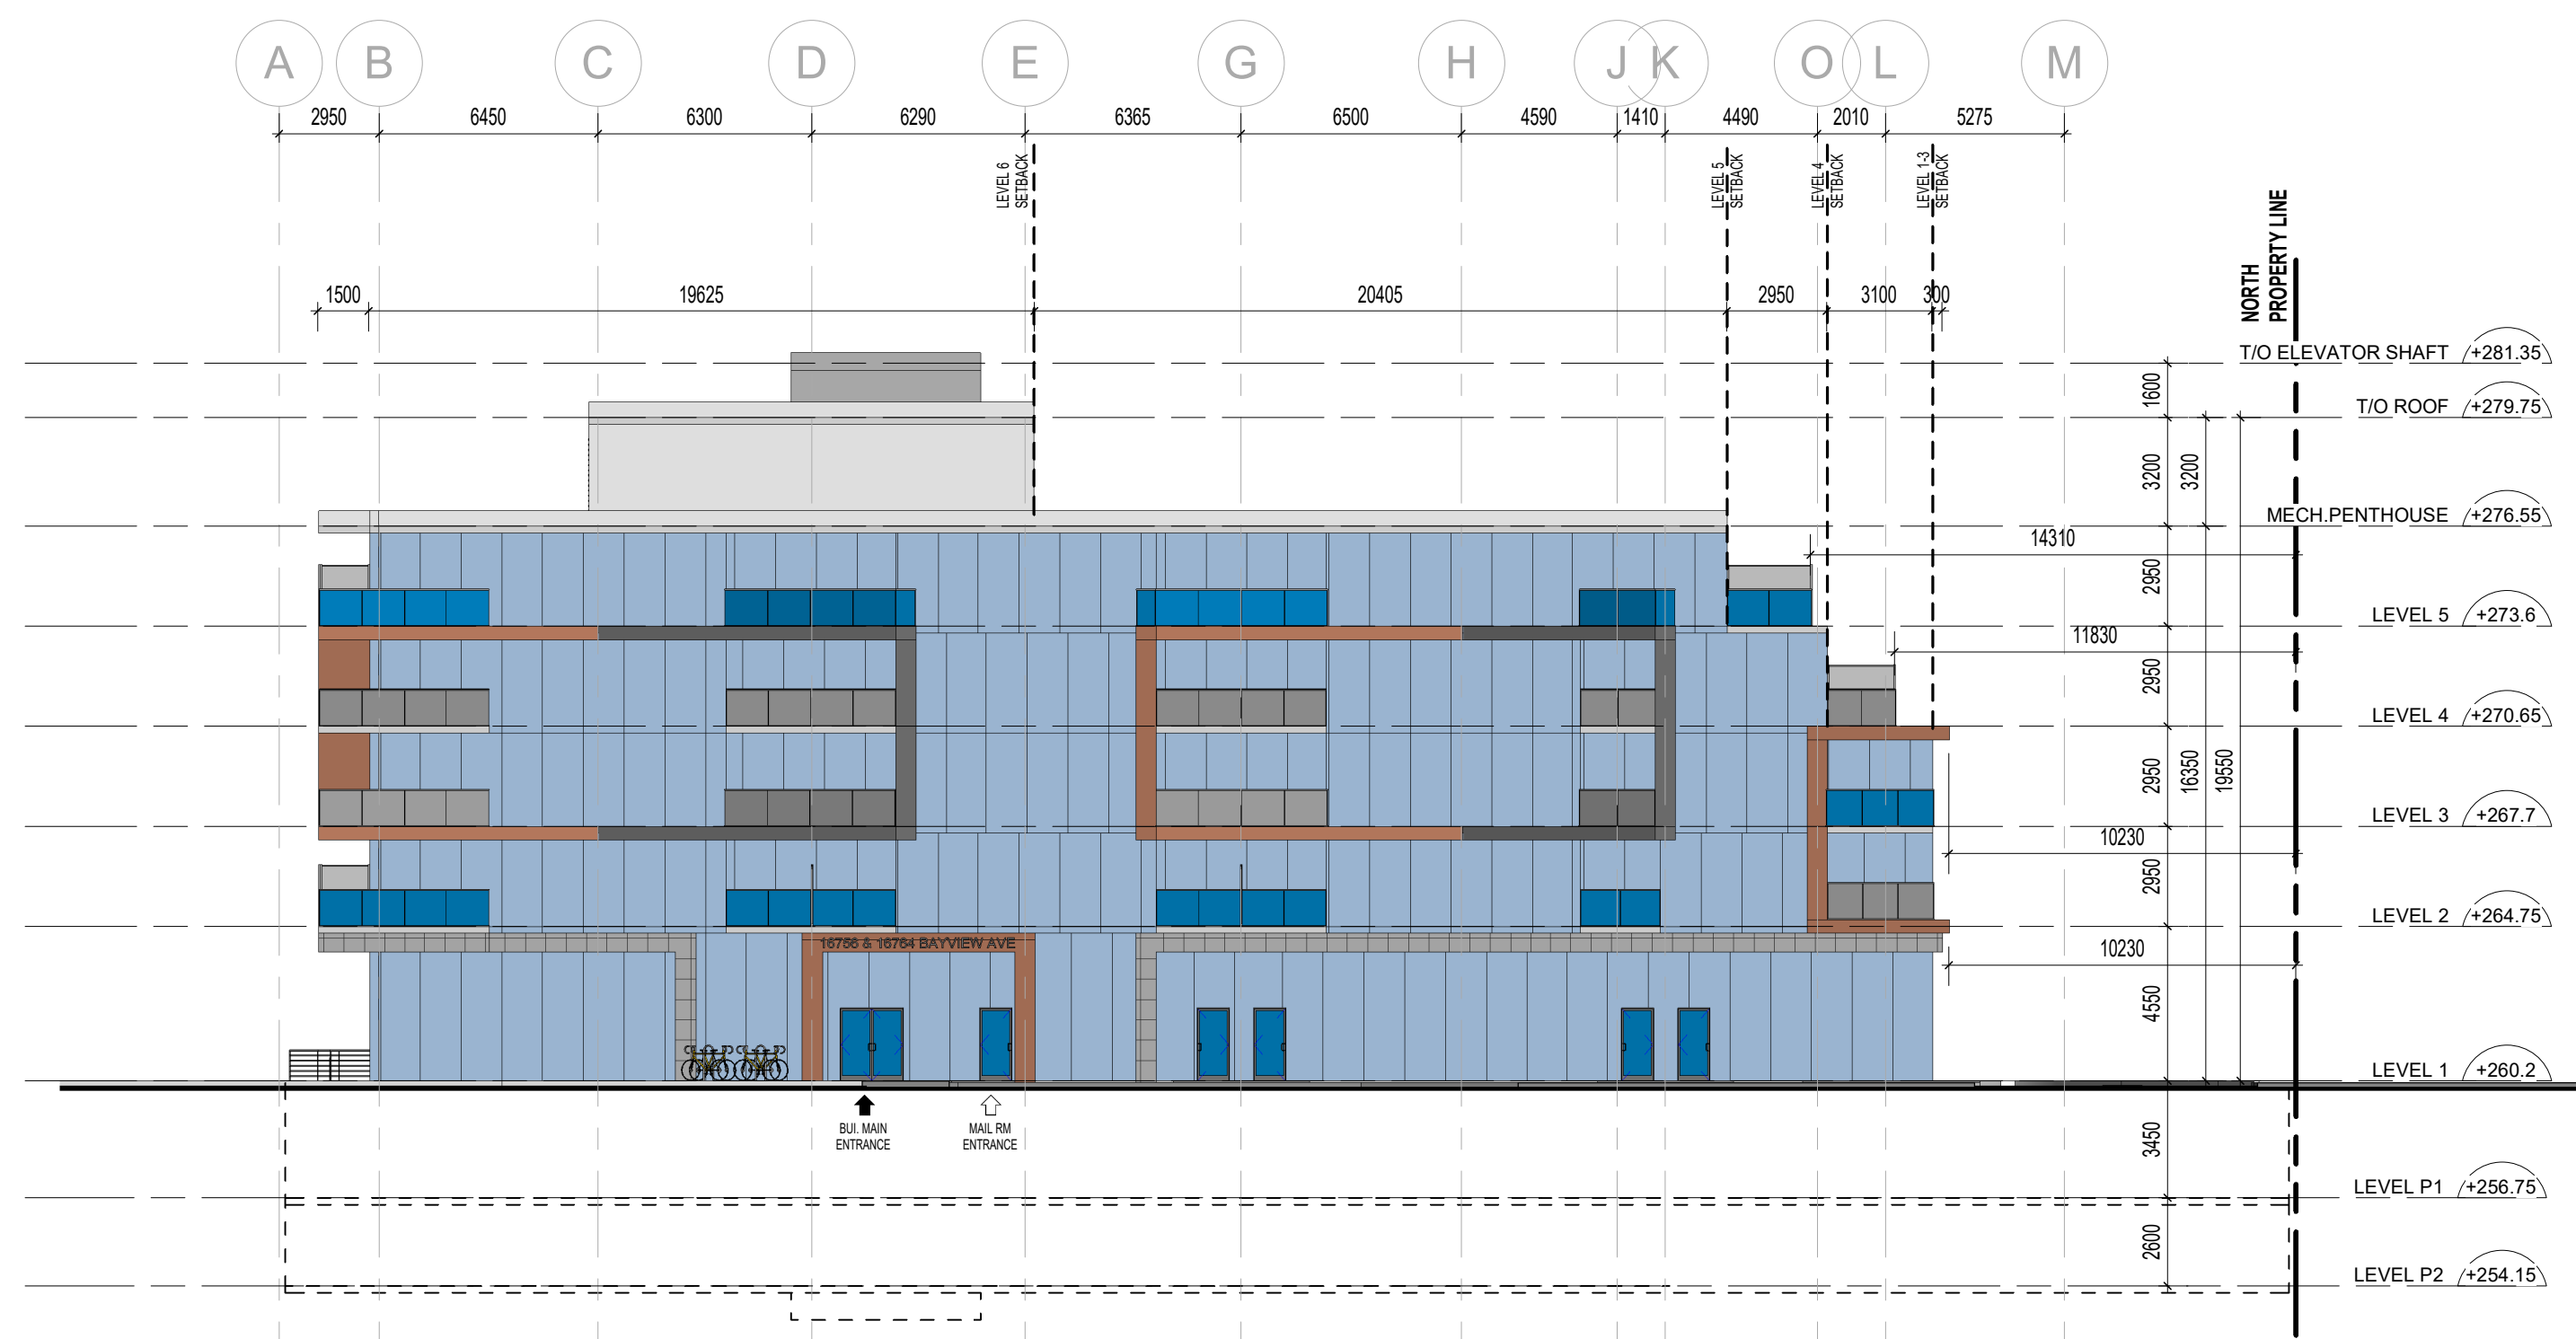 A B C D E G H J K O L M
2950 6450 6300 6290 6365 6500 4590 1410 4490 2010 5275
LEVEL 6
SETBACK
LEVEL 5
SETBACK
LEVEL 4
SETBACK
LEVEL 1-3
SETBACK
NORTH
PROPERTY LINE
1500 19625 20405 2950 3100 300
T/O ELEVATOR SHAFT +281.35
1600
T/O ROOF +279.75
3200 3200
MECH.PENTHOUSE +276.55
14310
2950
LEVEL 5 +273.6
11830
2950
LEVEL 4 +270.65
2950 16350 19550
LEVEL 3 +267.7
10230
2950
LEVEL 2 +264.75
16756 & 16764 BAYVIEW AVE
10230
4550
LEVEL 1 +260.2
BUI. MAIN
ENTRANCE
MAIL RM
ENTRANCE
3450
LEVEL P1 +256.75
2600
LEVEL P2 +254.15